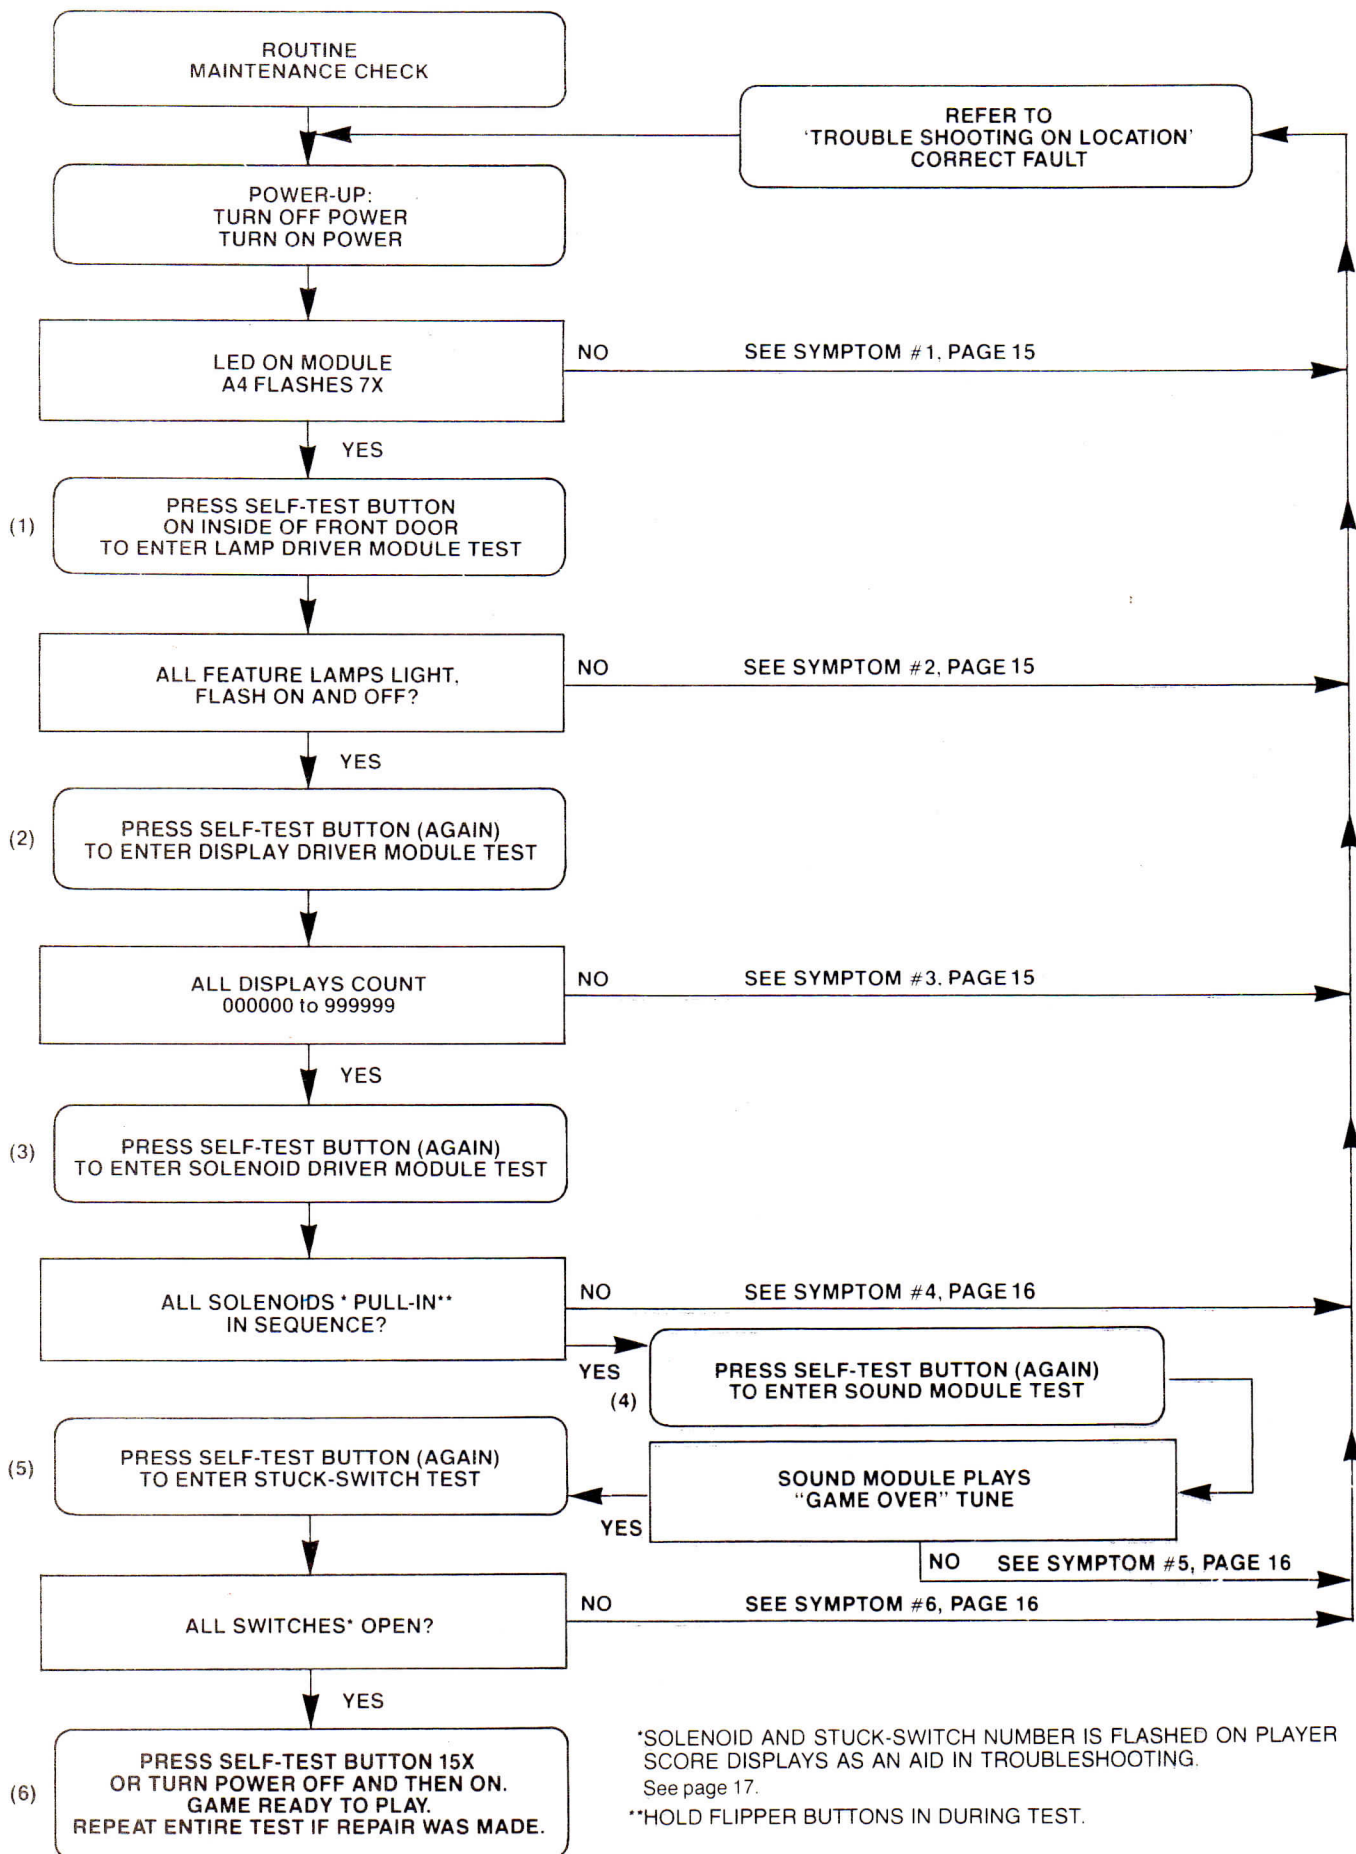 ROUTINE
MAINTENANCE CHECK
REFER TO
'TROUBLE SHOOTING ON LOCATION'
CORRECT FAULT
POWER-UP:
TURN OFF POWER
TURN ON POWER
LED ON MODULE
A4 FLASHES 7X
NO SEE SYMPTOM #1, PAGE 15
YES
(1)
PRESS SELF-TEST BUTTON
ON INSIDE OF FRONT DOOR
TO ENTER LAMP DRIVER MODULE TEST
ALL FEATURE LAMPS LIGHT,
FLASH ON AND OFF?
NO SEE SYMPTOM #2, PAGE 15
YES
(2)
PRESS SELF-TEST BUTTON (AGAIN)
TO ENTER DISPLAY DRIVER MODULE TEST
ALL DISPLAYS COUNT
000000 to 999999
NO SEE SYMPTOM #3, PAGE 15
YES
(3)
PRESS SELF-TEST BUTTON (AGAIN)
TO ENTER SOLENOID DRIVER MODULE TEST
ALL SOLENOIDS * PULL-IN**
IN SEQUENCE?
NO SEE SYMPTOM #4, PAGE 16
YES
(4)
PRESS SELF-TEST BUTTON (AGAIN)
TO ENTER SOUND MODULE TEST
SOUND MODULE PLAYS
"GAME OVER" TUNE
YES
NO SEE SYMPTOM #5, PAGE 16
(5)
PRESS SELF-TEST BUTTON (AGAIN)
TO ENTER STUCK-SWITCH TEST
ALL SWITCHES* OPEN?
NO SEE SYMPTOM #6, PAGE 16
YES
(6)
PRESS SELF-TEST BUTTON 15X
OR TURN POWER OFF AND THEN ON.
GAME READY TO PLAY.
REPEAT ENTIRE TEST IF REPAIR WAS MADE.
*SOLENOID AND STUCK-SWITCH NUMBER IS FLASHED ON PLAYER
SCORE DISPLAYS AS AN AID IN TROUBLESHOOTING.
See page 17.
**HOLD FLIPPER BUTTONS IN DURING TEST.